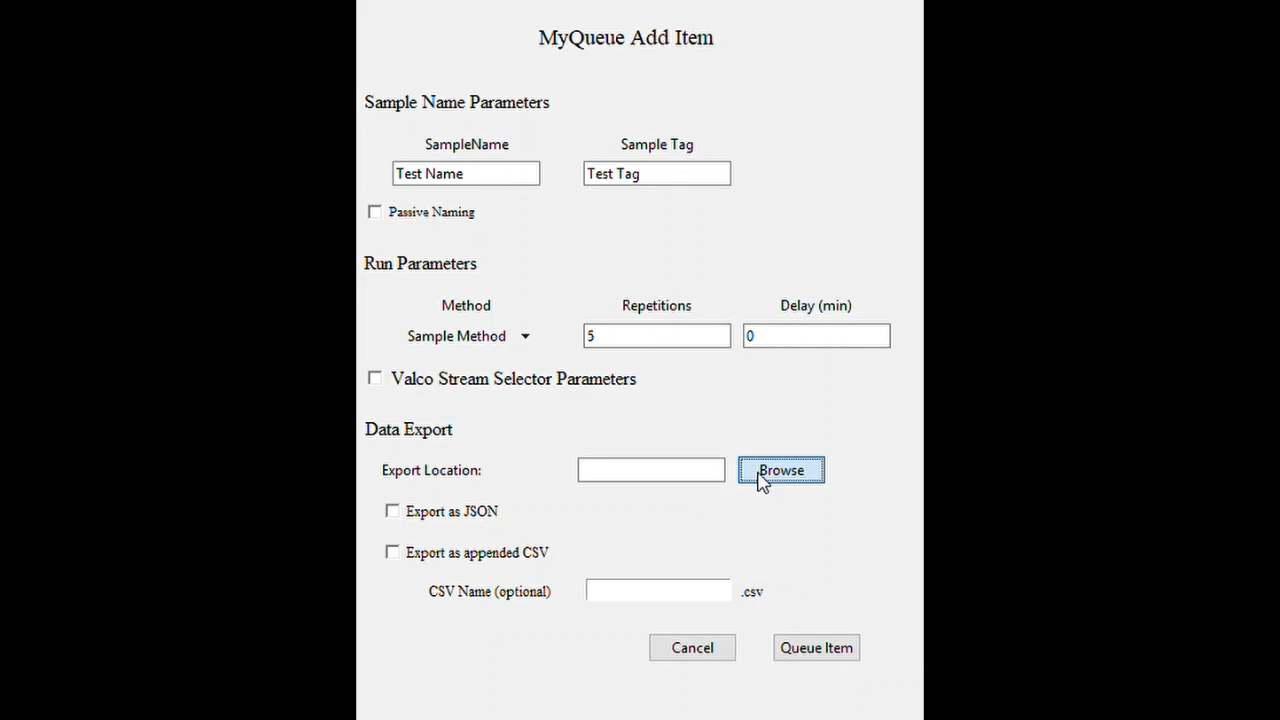 MyQueue Add Item
Sample Name Parameters
SampleName Sample Tag
Test Name Test Tag
Passive Naming
Run Parameters
Method Repetitions Delay (min)
Sample Method 5 0
Valco Stream Selector Parameters
Data Export
Export Location: Browse
Export as JSON
Export as appended CSV
CSV Name (optional) .csv
Cancel Queue Item